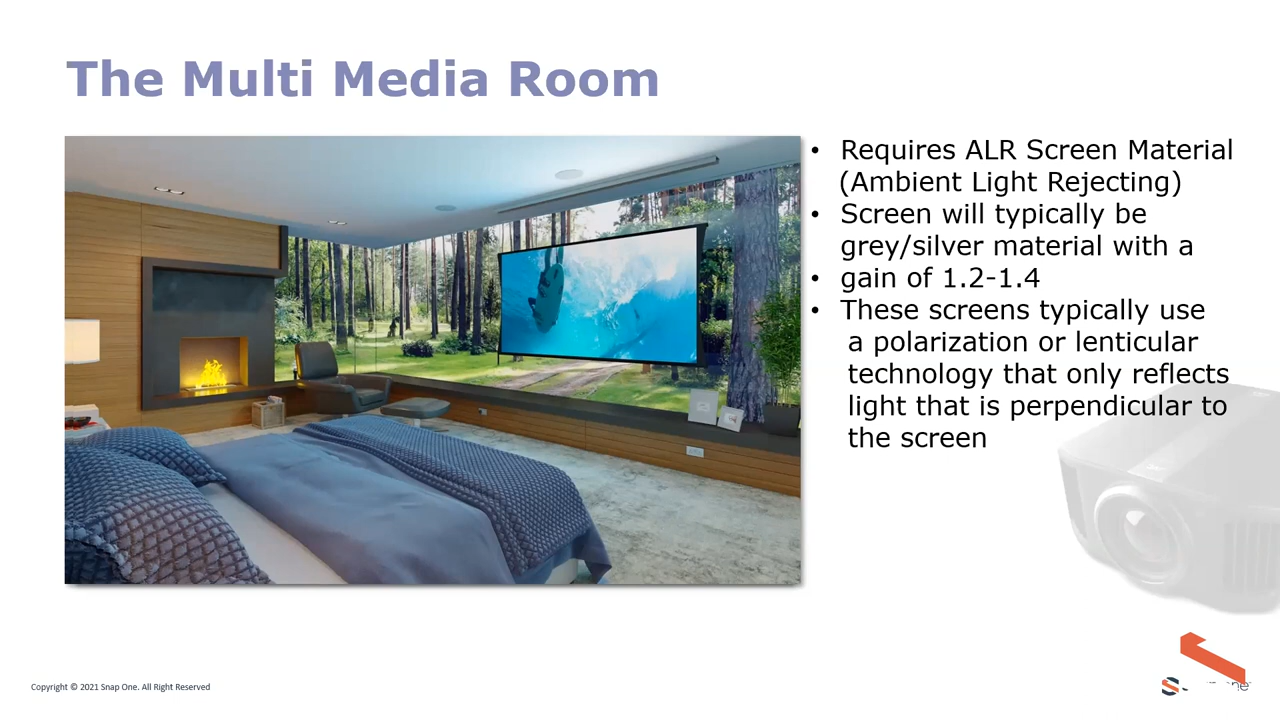 The Multi Media Room
• Requires ALR Screen Material
(Ambient Light Rejecting)
• Screen will typically be
grey/silver material with a
• gain of 1.2-1.4
• These screens typically use
a polarization or lenticular
technology that only reflects
light that is perpendicular to
the screen
Copyright © 2021 Snap One. All Right Reserved